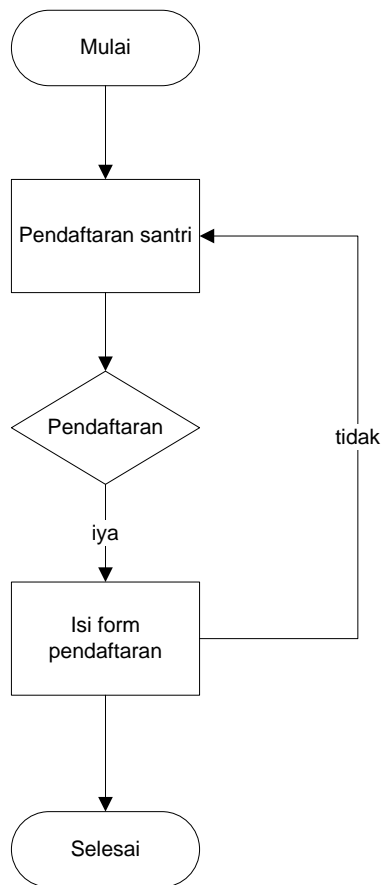 Mulai
Pendaftaran santri
Pendaftaran
tidak
iya
Isi form
pendaftaran
Selesai